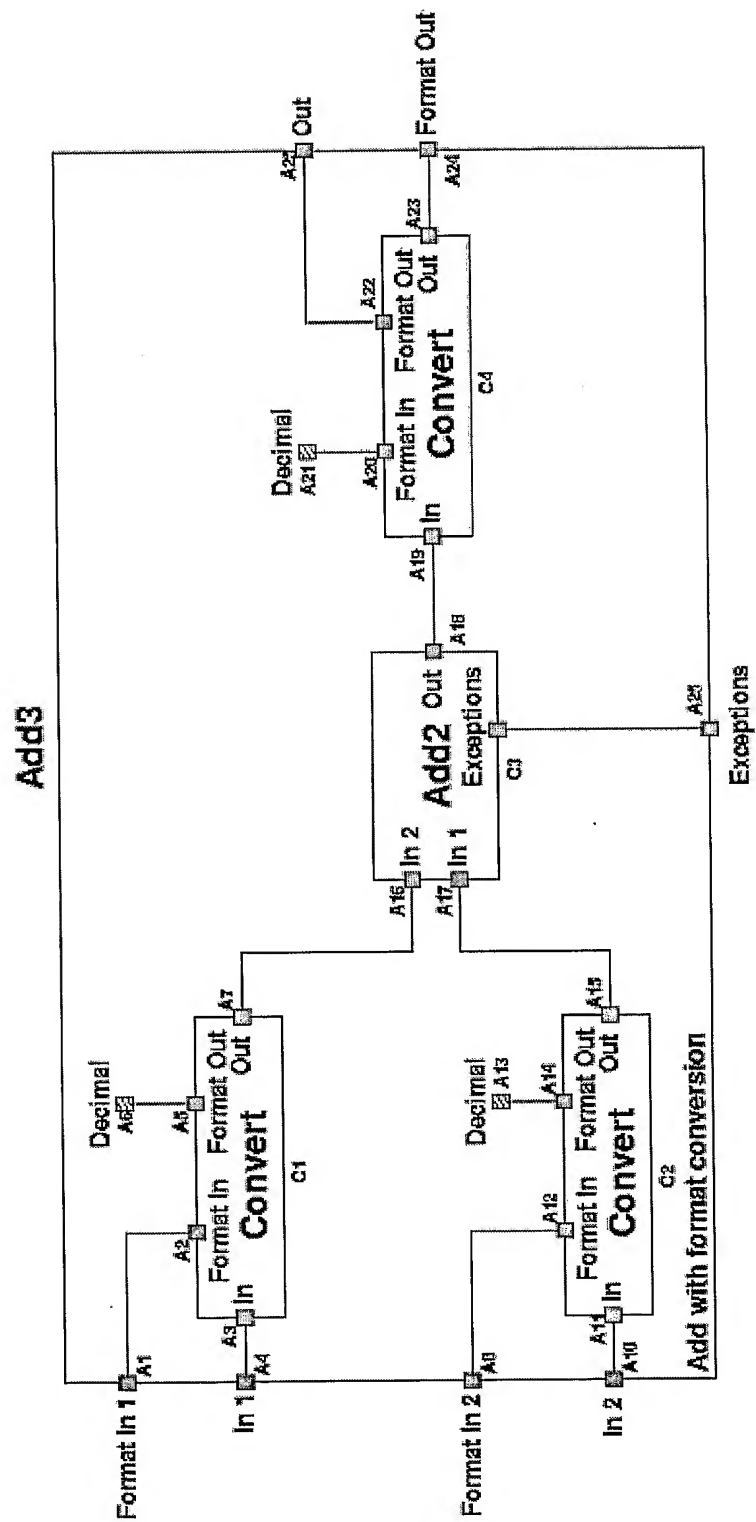 Add3
Format In 1
A1
In 1
A4
Format In 2
In 2
A10
Decimal
A6
A5
A2
A3
A7
Format In Format Out
In
Out
Convert
C1
Decimal
A13
A14
A12
A11
A15
Format In Format Out
In
Out
Convert
C2
Add with format conversion
A16
A17
In 2
In 1
Add2
Out
Exceptions
A18
C3
Exceptions
Decimal
A21
A20
A22
A19
A23
Format In Format Out
In
Out
Convert
C4
Out
A24
Format Out